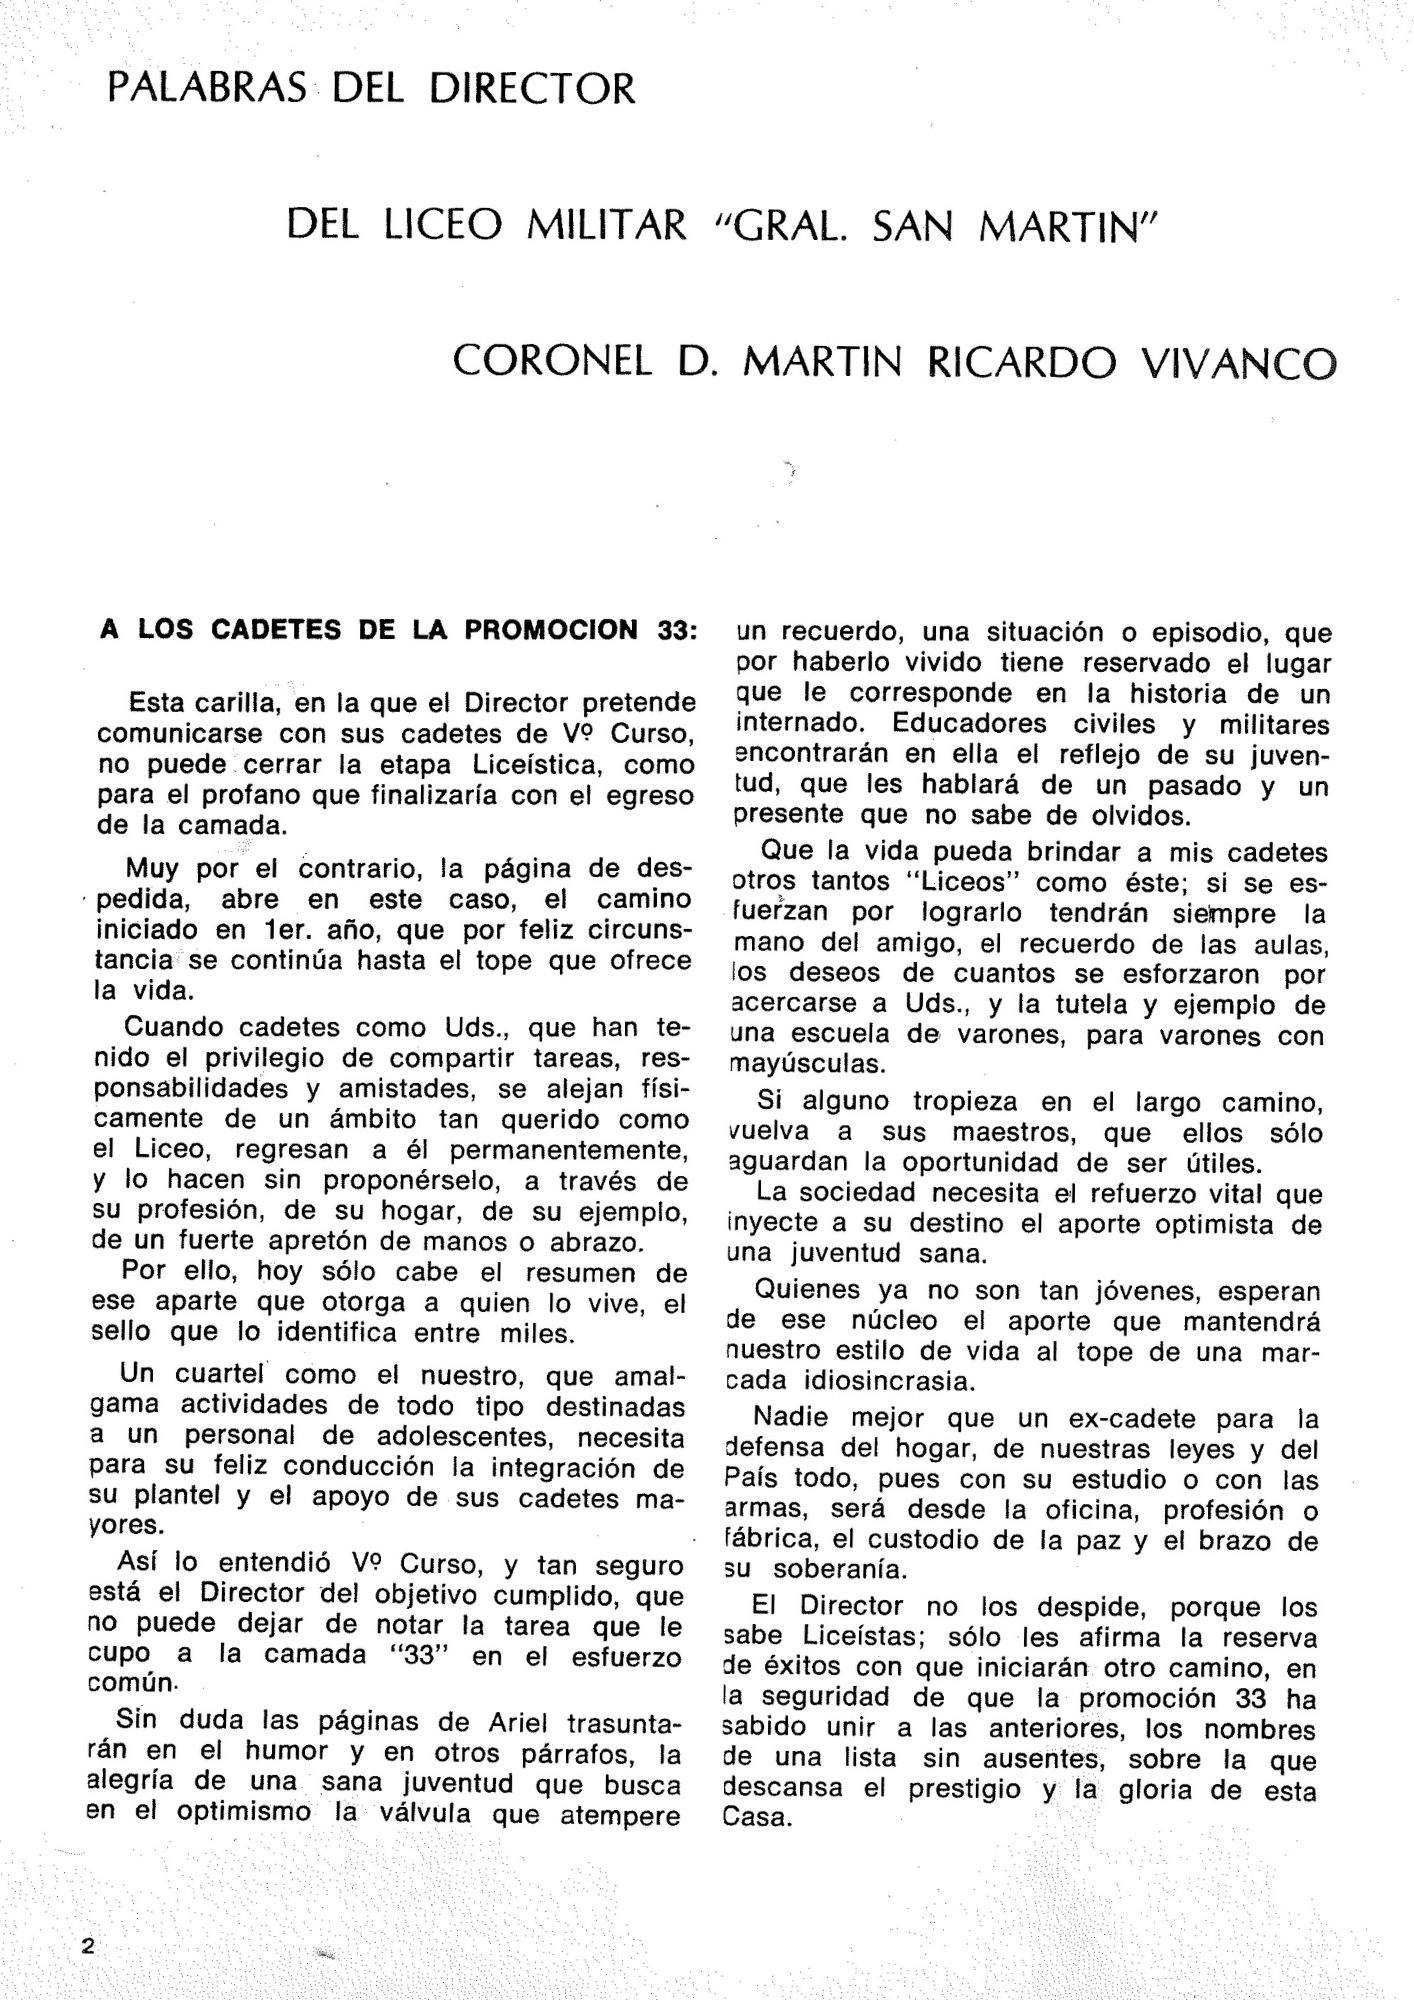 PALABRAS DEL DIRECTOR
DEL LICEO MILITAR "GRAL. SAN MARTIN"
CORONEL D. MARTIN RICARDO VIVANCO
A LOS CADETES DE LA PROMOCION 33:
Esta carilla, en la que el Director pretende
comunicarse con sus cadetes de Vº Curso,
no puede cerrar la etapa Liceística, como
para el profano que finalizaría con el egreso
de la camada.
Muy por el contrario, la página de des-
pedida, abre en este caso, el camino
iniciado en 1er. año, que por feliz circuns-
tancia se continúa hasta el tope que ofrece
la vida.
Cuando cadetes como Uds., que han te-
nido el privilegio de compartir tareas, res-
ponsabilidades y amistades, se alejan físi-
camente de un ámbito tan querido como
el Liceo, regresan a él permanentemente,
y lo hacen sin proponérselo, a través de
su profesión, de su hogar, de su ejemplo,
de un fuerte apretón de manos o abrazo.
Por ello, hoy sólo cabe el resumen de
ese aparte que otorga a quien lo vive, el
sello que lo identifica entre miles.
Un cuartel como el nuestro, que amal-
gama actividades de todo tipo destinadas
a un personal de adolescentes, necesita
para su feliz conducción la integración de
su plantel y el apoyo de sus cadetes ma-
yores.
Así lo entendió Vº Curso, y tan seguro
está el Director del objetivo cumplido, que
no puede dejar de notar la tarea que le
cupo a la camada "33" en el esfuerzo
común.
Sin duda las páginas de Ariel trasunta-
rán en el humor y en otros párrafos, la
alegría de una sana juventud que busca
en el optimismo la válvula que atempere
un recuerdo, una situación o episodio, que
por haberlo vivido tiene reservado el lugar
que le corresponde en la historia de un
internado. Educadores civiles y militares
encontrarán en ella el reflejo de su juven-
tud, que les hablará de un pasado y un
presente que no sabe de olvidos.
Que la vida pueda brindar a mis cadetes
otros tantos "Liceos" como éste; si se es-
fuerzan por lograrlo tendrán siempre la
mano del amigo, el recuerdo de las aulas,
los deseos de cuantos se esforzaron por
acercarse a Uds., y la tutela y ejemplo de
una escuela de varones, para varones con
mayúsculas.
Si alguno tropieza en el largo camino,
vuelva a sus maestros, que ellos sólo
aguardan la oportunidad de ser útiles.
La sociedad necesita el refuerzo vital que
inyecte a su destino el aporte optimista de
una juventud sana.
Quienes ya no son tan jóvenes, esperan
de ese núcleo el aporte que mantendrá
nuestro estilo de vida al tope de una mar-
cada idiosincrasia.
Nadie mejor que un ex-cadete para la
defensa del hogar, de nuestras leyes y del
País todo, pues con su estudio o con las
armas, será desde la oficina, profesión o
fábrica, el custodio de la paz y el brazo de
su soberanía.
El Director no los despide, porque los
sabe Liceístas; sólo les afirma la reserva
de éxitos con que iniciarán otro camino, en
la seguridad de que la promoción 33 ha
sabido unir a las anteriores, los nombres
de una lista sin ausentes, sobre la que
descansa el prestigio y la gloria de esta
Casa.
2